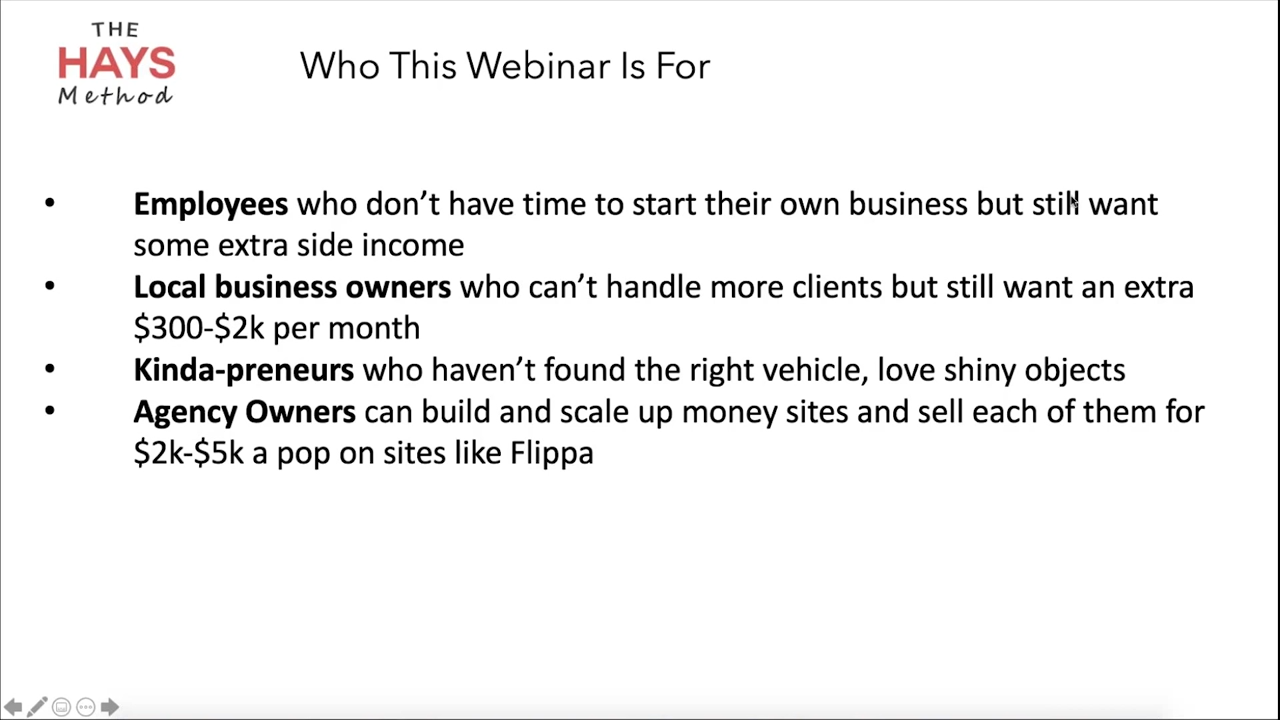 THE
HAYS
Method
Who This Webinar Is For
• Employees who don’t have time to start their own business but still want
some extra side income
• Local business owners who can’t handle more clients but still want an extra
$300-$2k per month
• Kinda-preneurs who haven’t found the right vehicle, love shiny objects
• Agency Owners can build and scale up money sites and sell each of them for
$2k-$5k a pop on sites like Flippa